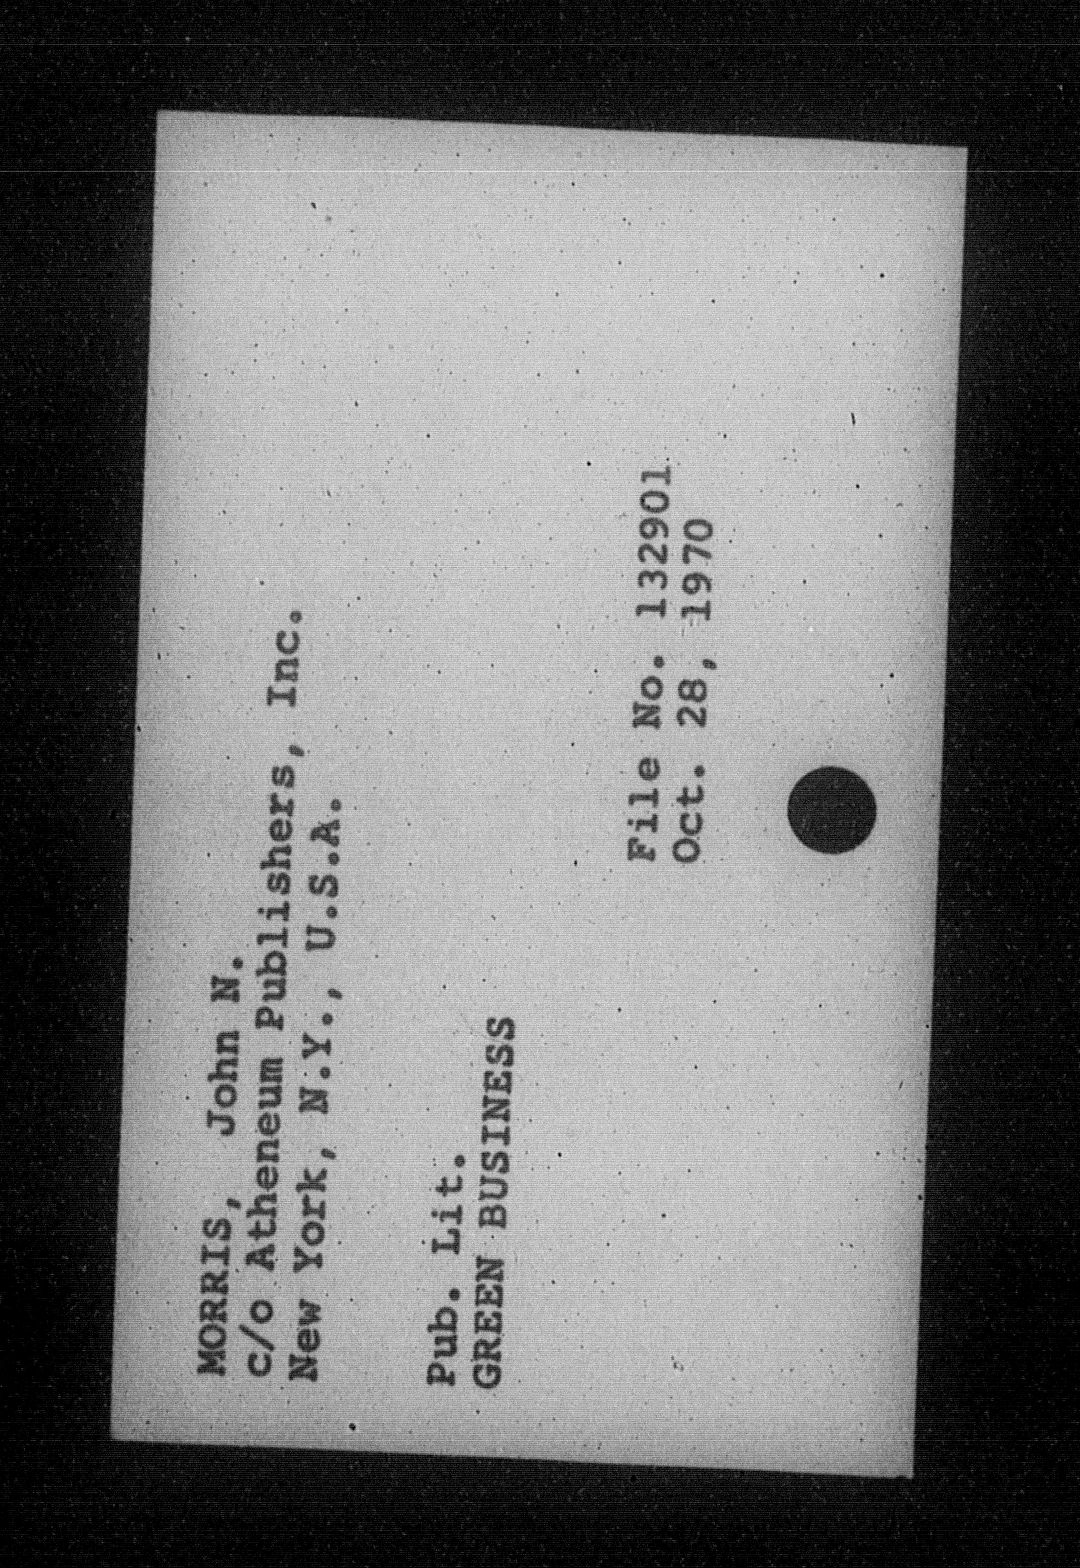 MORRIS, John N.
c/o Atheneum Publishers, Inc.
New York, N.Y., U.S.A.
Pub. Lit.
GREEN BUSINESS
File No. 132901
Oct. 28, 1970